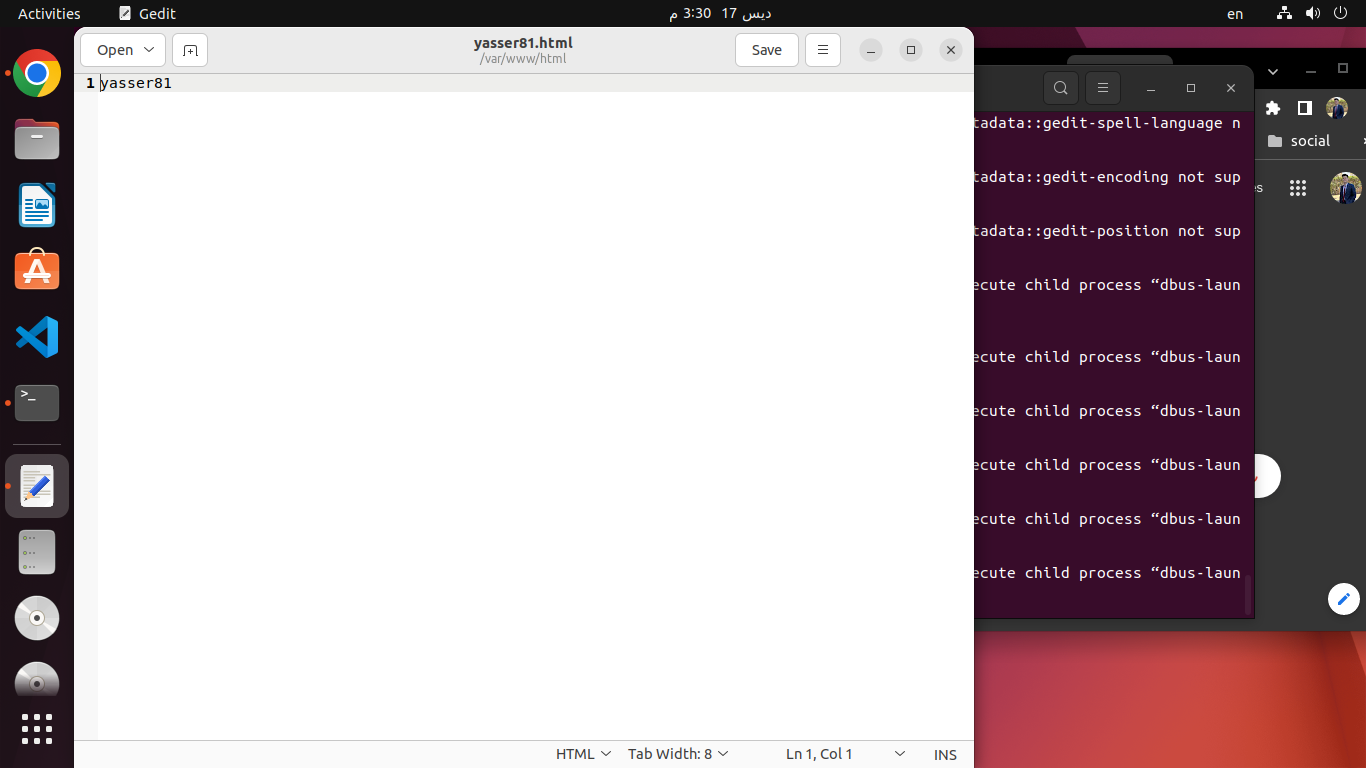 Activities
Gedit
ديس 17 3:30 م
en
Open
yasser81.html
/var/www/html
Save
1 yasser81
tadata::gedit-spell-language n
tadata::gedit-encoding not sup
tadata::gedit-position not sup
ecute child process “dbus-laun
ecute child process “dbus-laun
ecute child process “dbus-laun
ecute child process “dbus-laun
ecute child process “dbus-laun
ecute child process “dbus-laun
social
es
HTML
Tab Width: 8
Ln 1, Col 1
INS